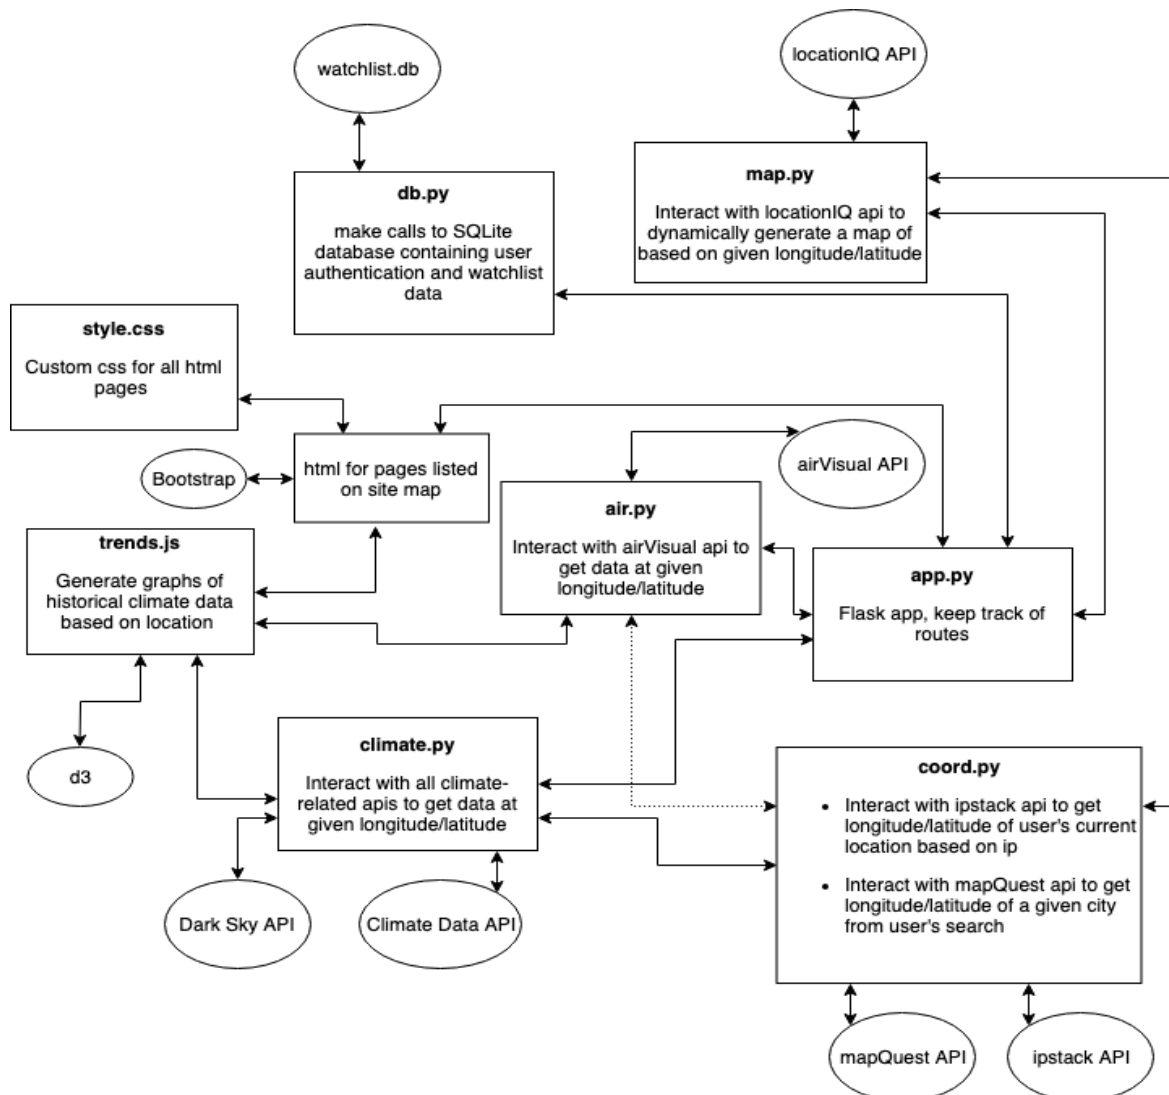 watchlist.db
locationIQ API
db.py
make calls to SQLite
database containing user
authentication and watchlist
data
map.py
Interact with locationIQ api to
dynamically generate a map of
based on given longitude/latitude
style.css
Custom css for all html
pages
Bootstrap
html for pages listed
on site map
airVisual API
trends.js
Generate graphs of
historical climate data
based on location
air.py
Interact with airVisual api to
get data at given
longitude/latitude
app.py
Flask app, keep track of
routes
d3
climate.py
Interact with all climate-
related apis to get data at
given longitude/latitude
Dark Sky API
Climate Data API
coord.py
• Interact with ipstack api to get
longitude/latitude of user's current
location based on ip
• Interact with mapQuest api to get
longitude/latitude of a given city
from user's search
mapQuest API
ipstack API